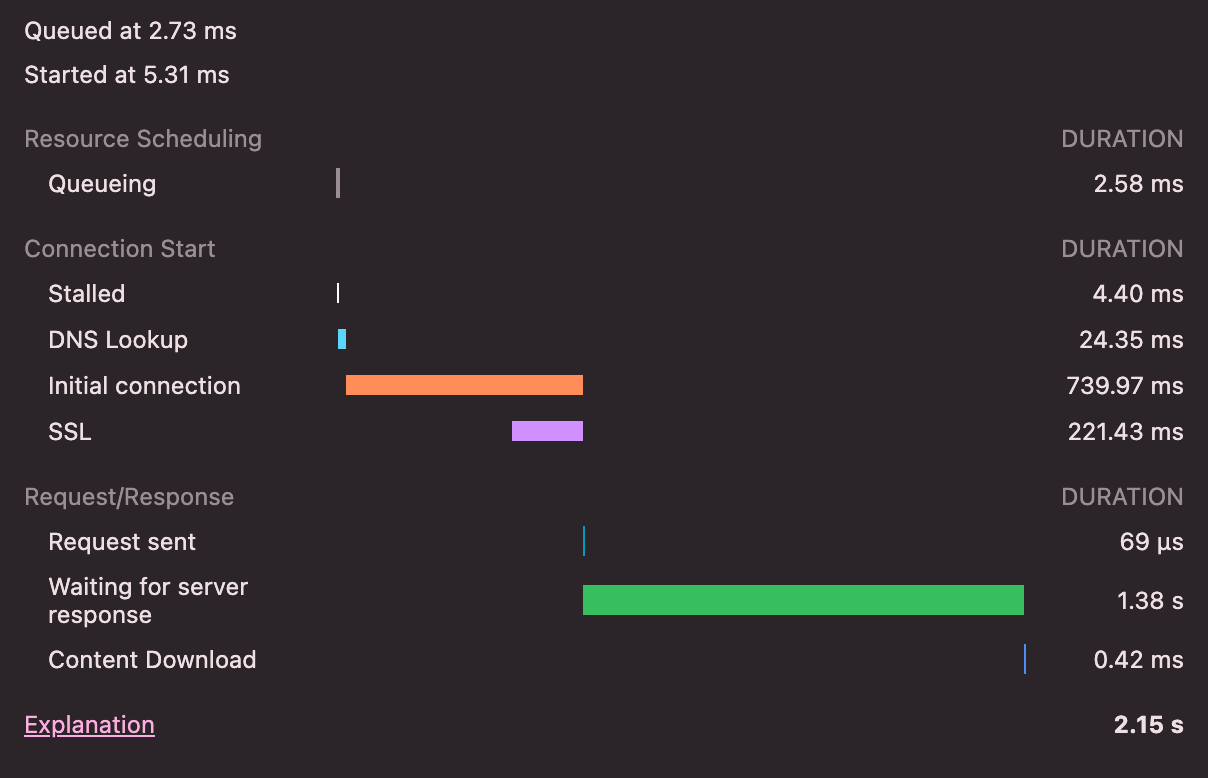 Queued at 2.73 ms
Started at 5.31 ms
Resource Scheduling DURATION
Queueing 2.58 ms
Connection Start DURATION
Stalled 4.40 ms
DNS Lookup 24.35 ms
Initial connection 739.97 ms
SSL 221.43 ms
Request/Response DURATION
Request sent 69 μs
Waiting for server
response 1.38 s
Content Download 0.42 ms
Explanation 2.15 s